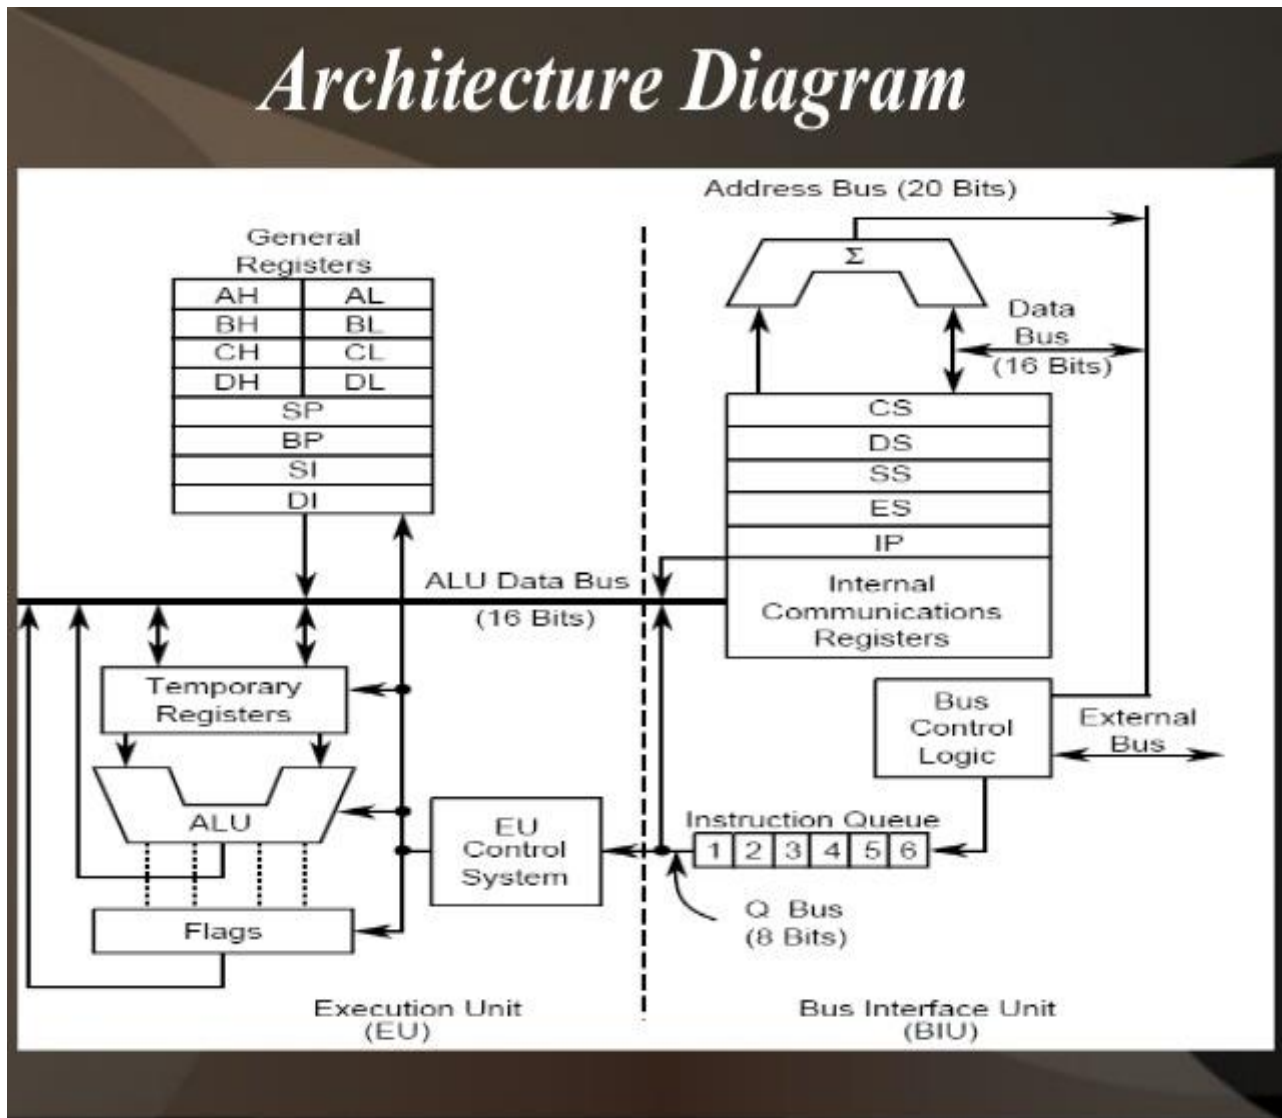 Architecture Diagram
Address Bus (20 Bits)
General
Registers
AH AL
BH BL
CH CL
DH DL
SP
BP
SI
DI
Σ
Data
Bus
(16 Bits)
CS
DS
SS
ES
IP
Internal
Communications
Registers
ALU Data Bus
(16 Bits)
Temporary
Registers
ALU
Flags
EU
Control
System
Bus
Control
Logic
External
Bus
Instruction Queue
1 2 3 4 5 6
Q Bus
(8 Bits)
Execution Unit
(EU)
Bus Interface Unit
(BIU)